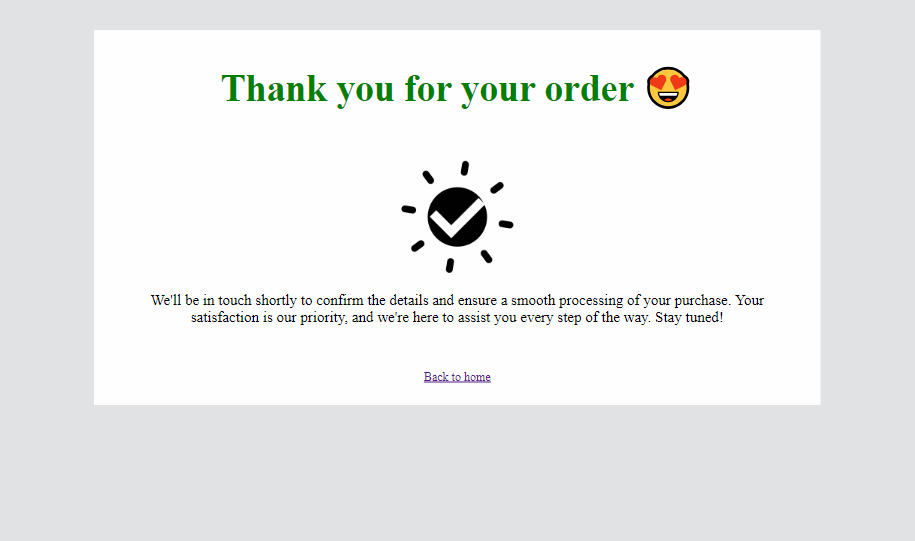 Thank you for your order 😍
We'll be in touch shortly to confirm the details and ensure a smooth processing of your purchase. Your
satisfaction is our priority, and we're here to assist you every step of the way. Stay tuned!
Back to home